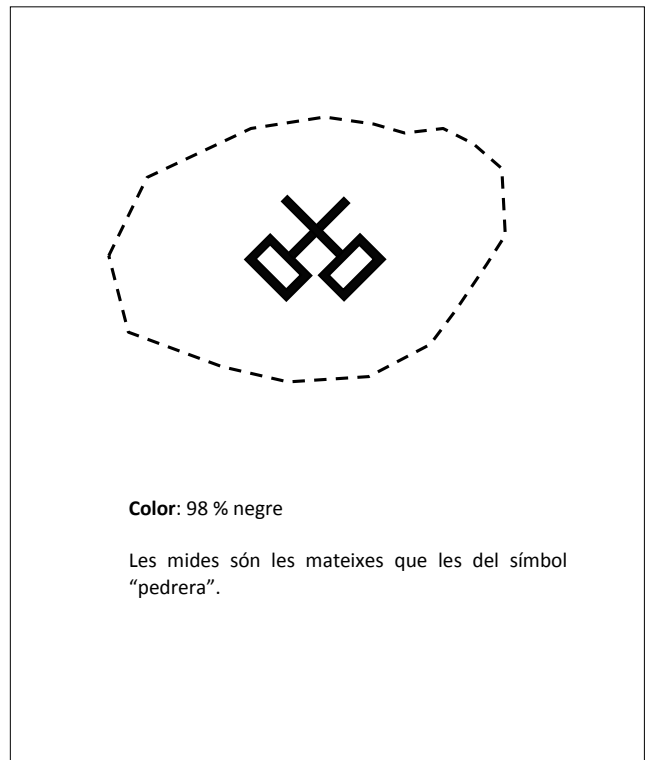 Color: 98 % negre
Les mides són les mateixes que les del símbol
“pedrera”.